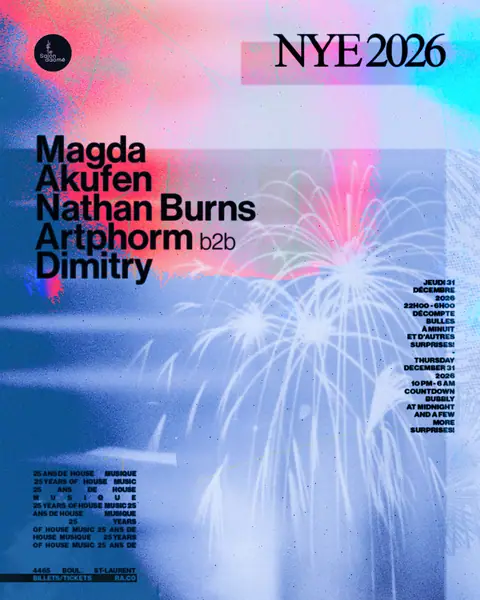 Salon
daomé
NYE 2026
Magda
Akufen
Nathan Burns
Artphorm b2b
Dimitry
JEUDI 31
DÉCEMBRE
2026
22H00 - 6H00
DÉCOMPTE
BULLES
À MINUIT
ET D'AUTRES
SURPRISES!
-
THURSDAY
DECEMBER 31
2026
10 PM - 6 AM
COUNTDOWN
BUBBLY
AT MIDNIGHT
AND A FEW
MORE
SURPRISES!
25 ANS DE HOUSE MUSIQUE
25 YEARS OF HOUSE MUSIC
25 ANS DE HOUSE
MUSIQUE
25 YEARS OF HOUSE MUSIC 25
ANS DE HOUSE MUSIQUE
25 YEARS
OF HOUSE MUSIC 25 ANS DE
HOUSE MUSIQUE 25 YEARS
OF HOUSE MUSIC 25 ANS DE
4465 BOUL. ST-LAURENT
BILLETS/TICKETS RA.CO